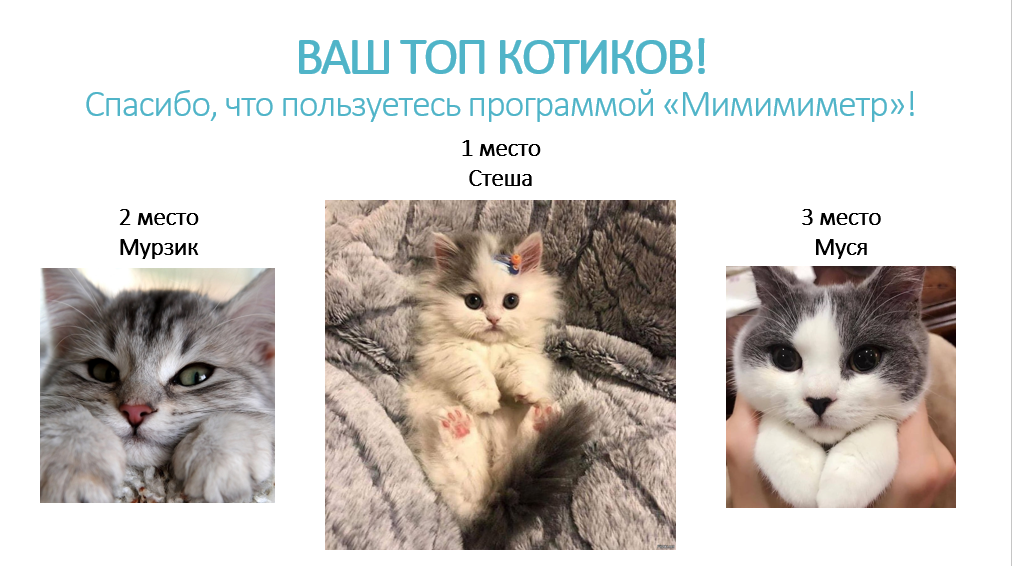 ВАШ ТОП КОТИКОВ!
Спасибо, что пользуетесь программой «Мимимиметр»!
1 место
Стеша
2 место
Мурзик
3 место
Муся